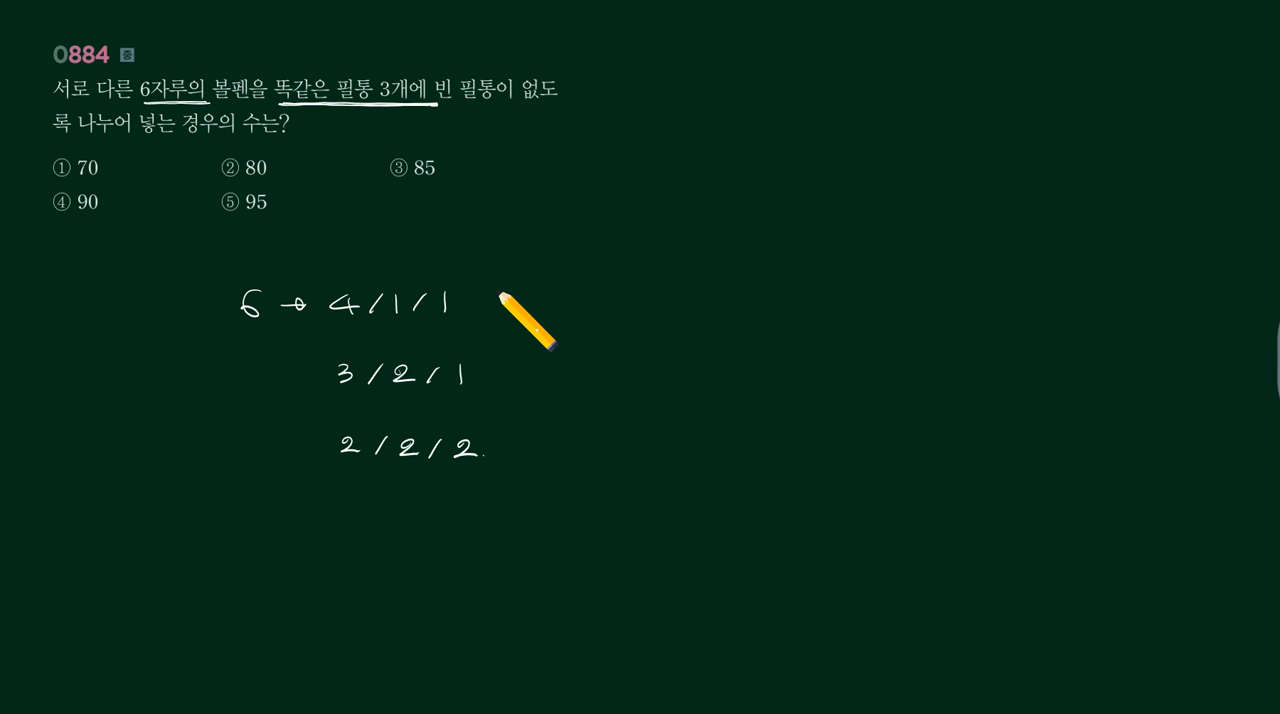 0884 중
서로 다른 6자루의 볼펜을 똑같은 필통 3개에 빈 필통이 없도
록 나누어 넣는 경우의 수는?
① 70 ② 80 ③ 85
④ 90 ⑤ 95
6 → 4 / 1 / 1
3 / 2 / 1
2 / 2 / 2.